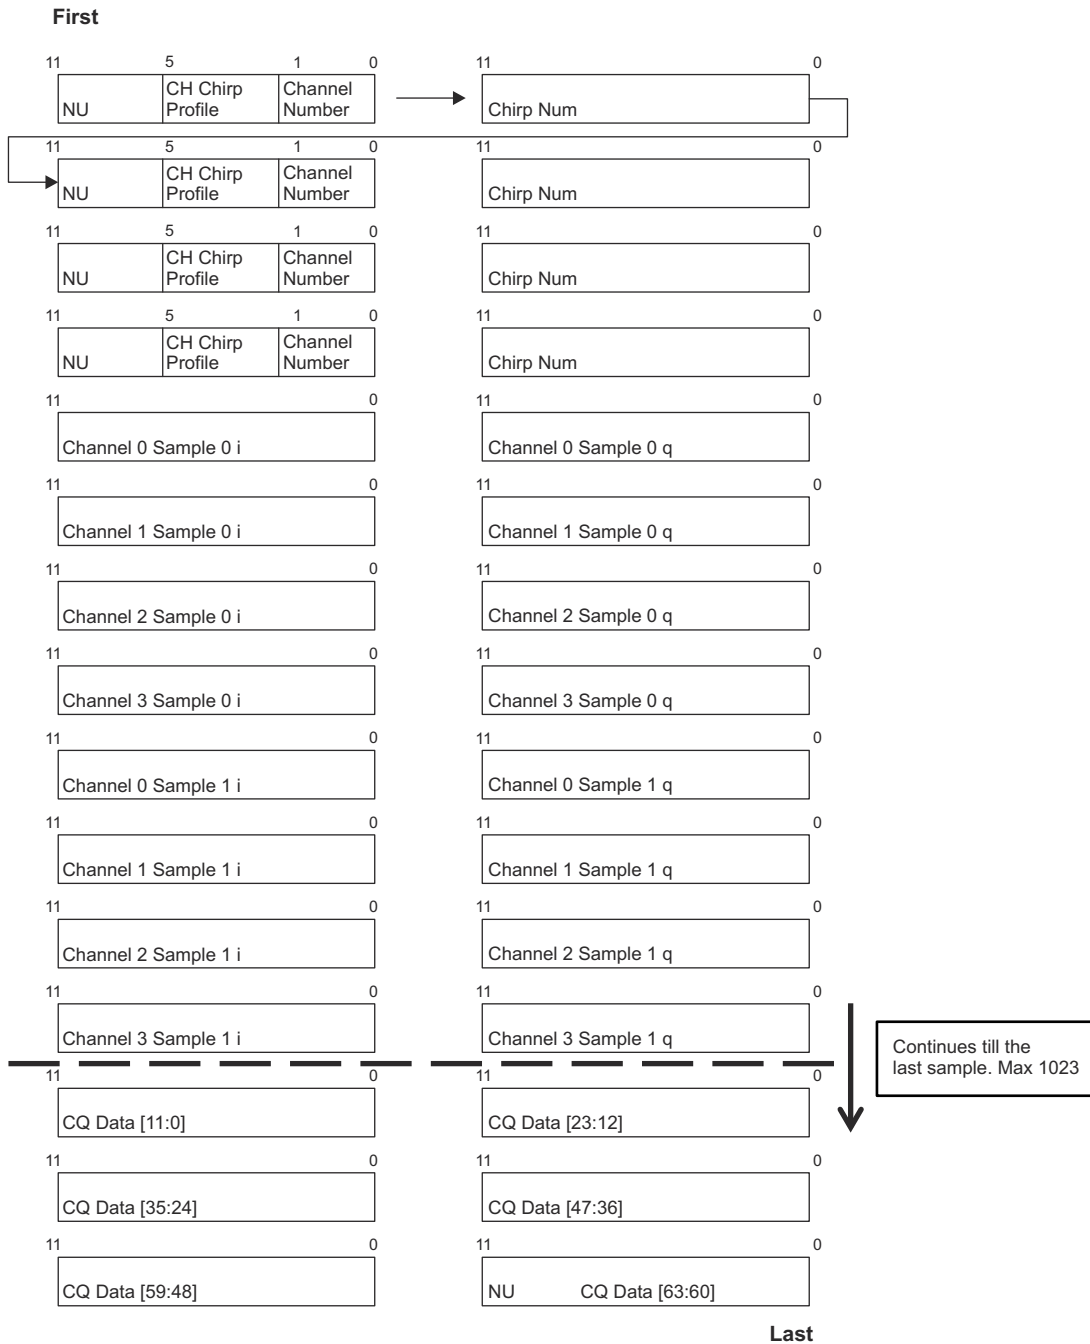 First
11 5 1 0 11 0
NU CH Chirp Profile Channel Number Chirp Num
11 5 1 0 11 0
NU CH Chirp Profile Channel Number Chirp Num
11 5 1 0 11 0
NU CH Chirp Profile Channel Number Chirp Num
11 5 1 0 11 0
NU CH Chirp Profile Channel Number Chirp Num
11 0 11 0
Channel 0 Sample 0 i Channel 0 Sample 0 q
11 0 11 0
Channel 1 Sample 0 i Channel 1 Sample 0 q
11 0 11 0
Channel 2 Sample 0 i Channel 2 Sample 0 q
11 0 11 0
Channel 3 Sample 0 i Channel 3 Sample 0 q
11 0 11 0
Channel 0 Sample 1 i Channel 0 Sample 1 q
11 0 11 0
Channel 1 Sample 1 i Channel 1 Sample 1 q
11 0 11 0
Channel 2 Sample 1 i Channel 2 Sample 1 q
11 0 11 0
Channel 3 Sample 1 i Channel 3 Sample 1 q
Continues till the
last sample. Max 1023
11 0 11 0
CQ Data [11:0] CQ Data [23:12]
11 0 11 0
CQ Data [35:24] CQ Data [47:36]
11 0 11 0
CQ Data [59:48] NU CQ Data [63:60]
Last